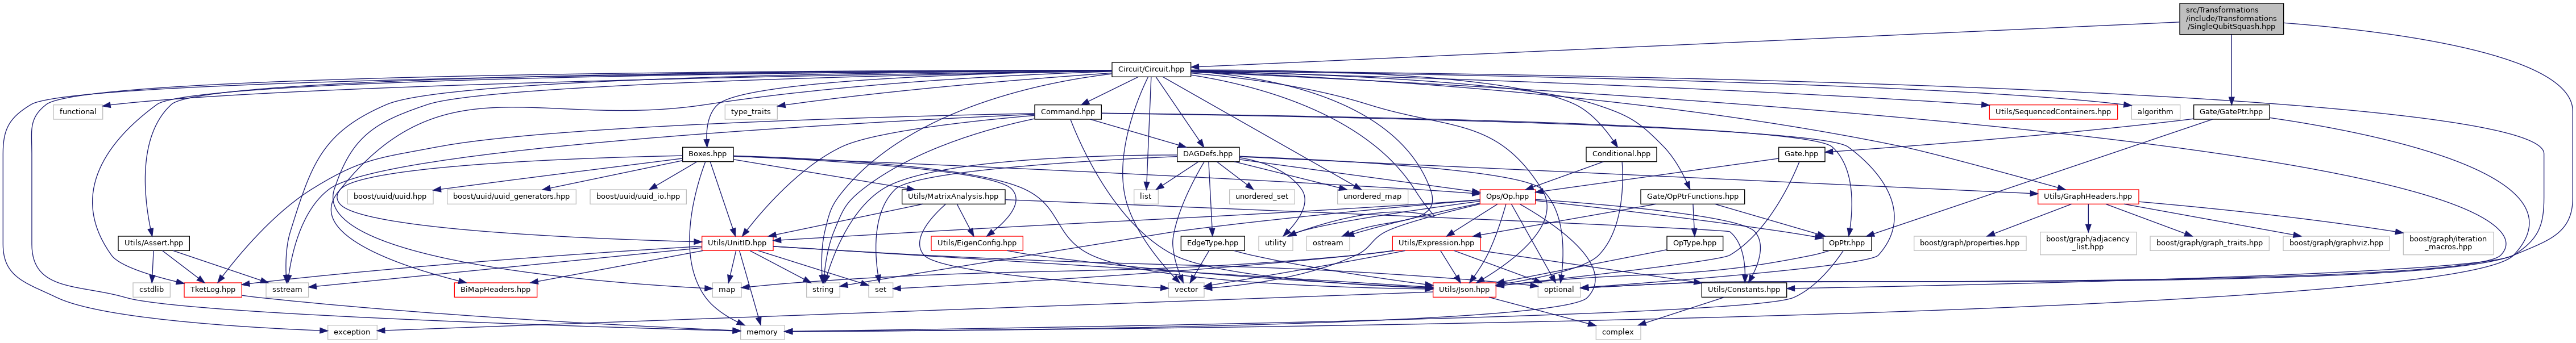 src/Transformations
/include/Transformations
/SingleQubitSquash.hpp
Circuit/Circuit.hpp
functional
type_traits
Command.hpp
Utils/SequencedContainers.hpp
algorithm
Gate/GatePtr.hpp
Boxes.hpp
DAGDefs.hpp
Conditional.hpp
Gate.hpp
boost/uuid/uuid.hpp
boost/uuid/uuid_generators.hpp
boost/uuid/uuid_io.hpp
Utils/MatrixAnalysis.hpp
list
unordered_set
unordered_map
Ops/Op.hpp
Gate/OpPtrFunctions.hpp
Utils/GraphHeaders.hpp
Utils/Assert.hpp
Utils/UnitID.hpp
Utils/EigenConfig.hpp
EdgeType.hpp
utility
ostream
Utils/Expression.hpp
OpType.hpp
OpPtr.hpp
boost/graph/properties.hpp
boost/graph/adjacency
_list.hpp
boost/graph/graph_traits.hpp
boost/graph/graphviz.hpp
boost/graph/iteration
_macros.hpp
cstdlib
TketLog.hpp
sstream
BiMapHeaders.hpp
map
string
set
vector
Utils/Json.hpp
optional
Utils/Constants.hpp
exception
memory
complex